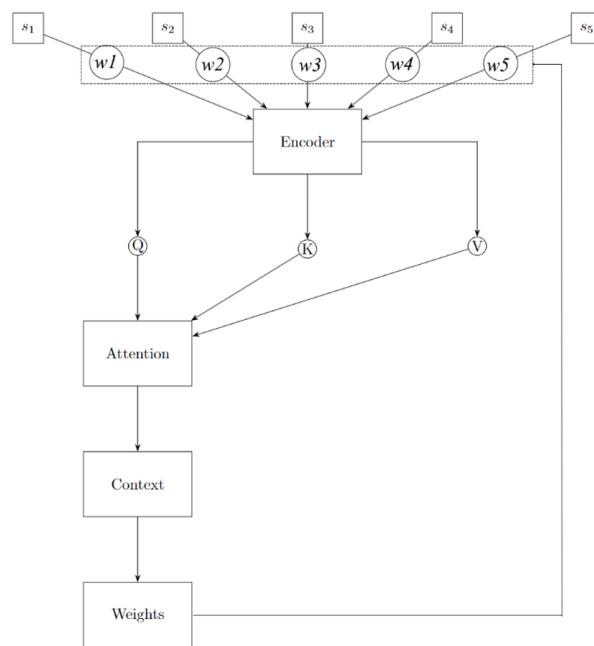 s₁ s₂ s₃ s₄ s₅
w1 w2 w3 w4 w5
Encoder
Q K V
Attention
Context
Weights